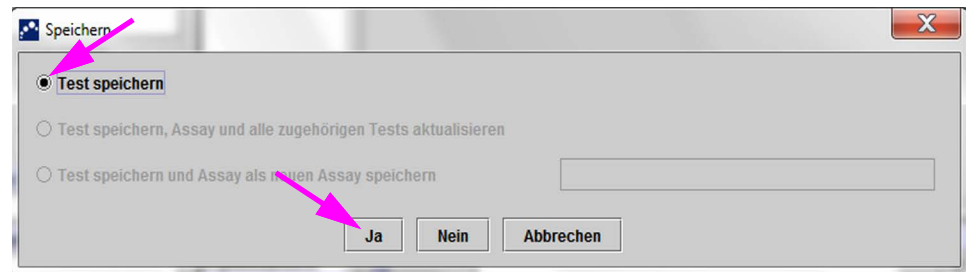 Speichern
Test speichern
Test speichern, Assay und alle zugehörigen Tests aktualisieren
Test speichern und Assay als neuen Assay speichern
Ja Nein Abbrechen